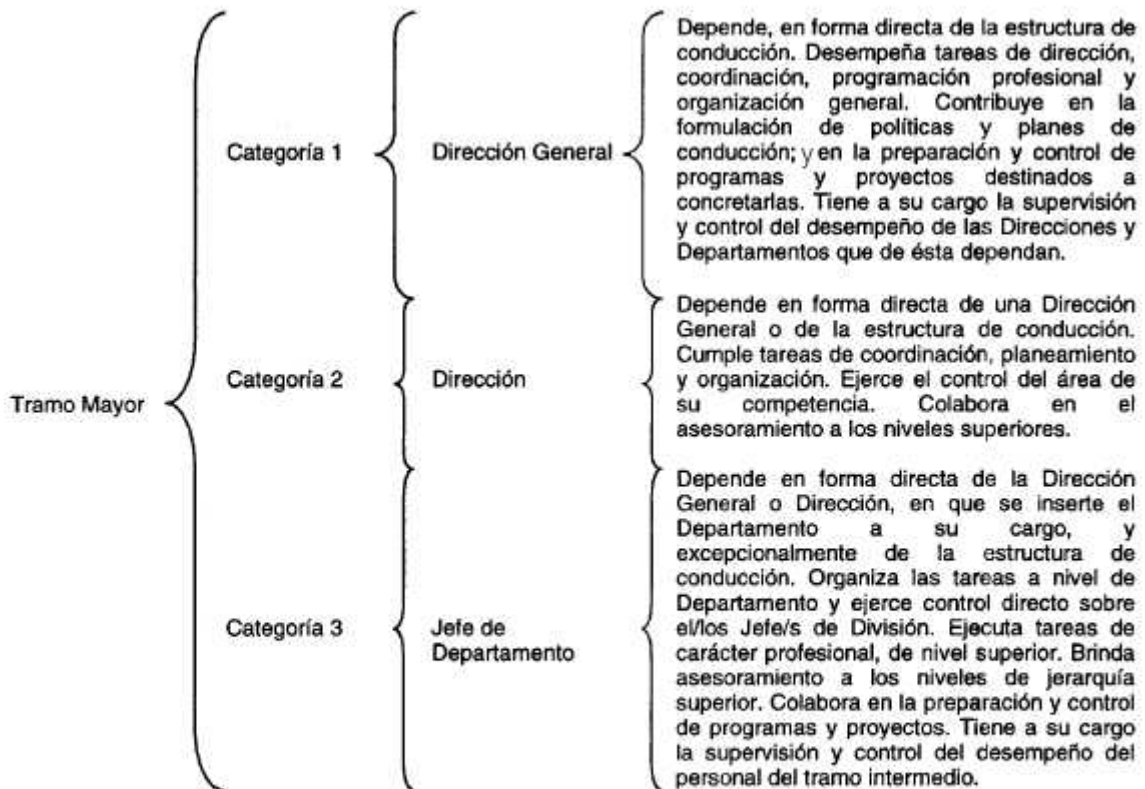 Tramo Mayor
Categoría 1
Dirección General
Depende, en forma directa de la estructura de
conducción. Desempeña tareas de dirección,
coordinación, programación profesional y
organización general. Contribuye en la
formulación de políticas y planes de
conducción; y en la preparación y control de
programas y proyectos destinados a
concretarlas. Tiene a su cargo la supervisión
y control del desempeño de las Direcciones y
Departamentos que de ésta dependan.
Categoría 2
Dirección
Depende en forma directa de una Dirección
General o de la estructura de conducción.
Cumple tareas de coordinación, planeamiento
y organización. Ejerce el control del área de
su competencia. Colabora en el
asesoramiento a los niveles superiores.
Categoría 3
Jefe de
Departamento
Depende en forma directa de la Dirección
General o Dirección, en que se inserte el
Departamento a su cargo, y
excepcionalmente de la estructura de
conducción. Organiza las tareas a nivel de
Departamento y ejerce control directo sobre
el/los Jefe/s de División. Ejecuta tareas de
carácter profesional, de nivel superior. Brinda
asesoramiento a los niveles de jerarquía
superior. Colabora en la preparación y control
de programas y proyectos. Tiene a su cargo
la supervisión y control del desempeño del
personal del tramo intermedio.